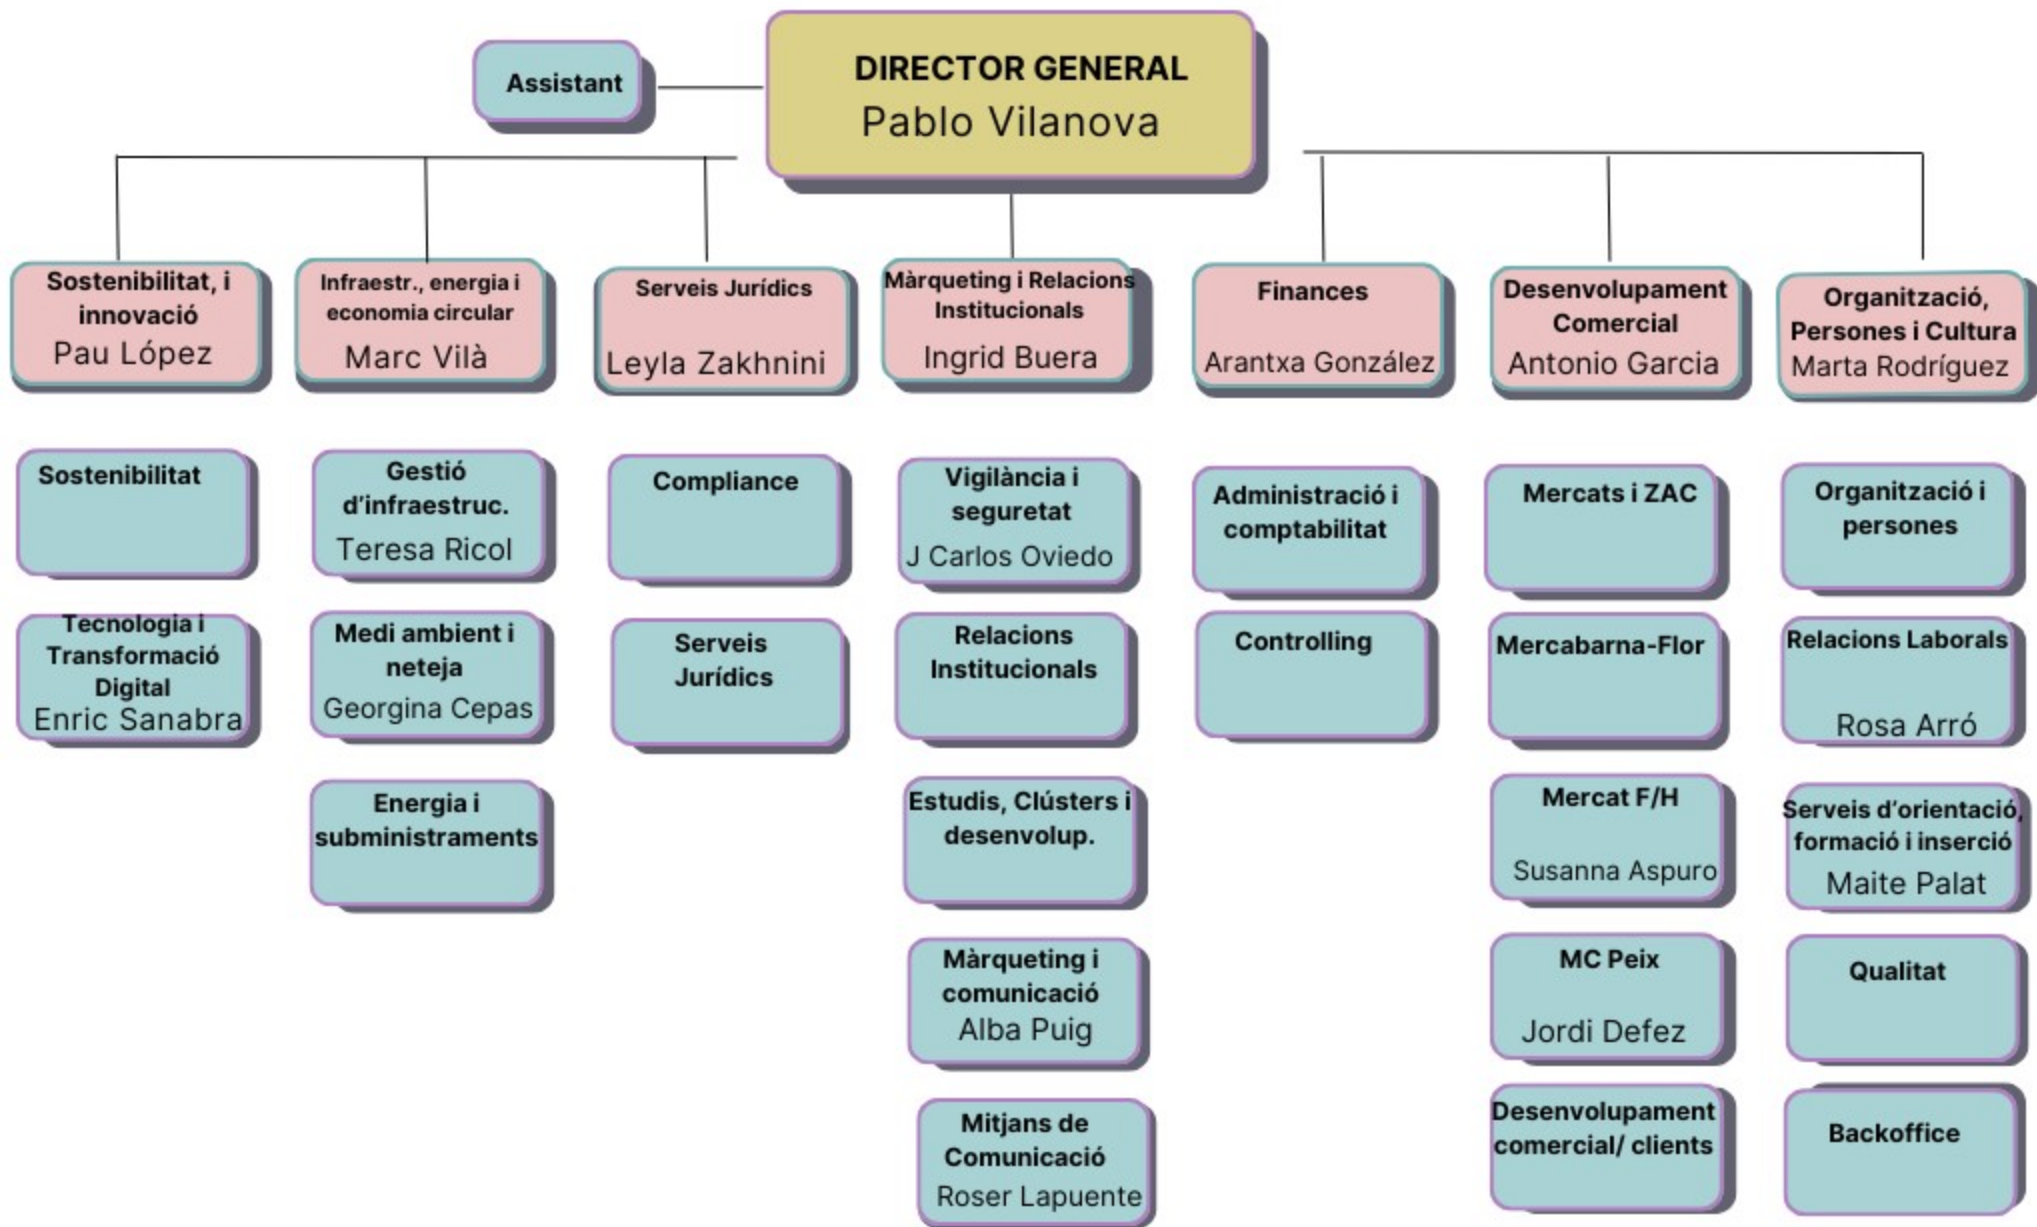 Assistant
DIRECTOR GENERAL
Pablo Vilanova
Sostenibilitat, i
innovació
Pau López
Infraestr., energia i
economia circular
Marc Vilà
Serveis Jurídics
Leyla Zakhnini
Màrqueting i Relacions
Institucionals
Ingrid Buera
Finances
Arantxa González
Desenvolupament
Comercial
Antonio Garcia
Organització,
Persones i Cultura
Marta Rodríguez
Sostenibilitat
Gestió
d’infraestruc.
Teresa Ricol
Compliance
Vigilància i
seguretat
J Carlos Oviedo
Administració i
comptabilitat
Mercats i ZAC
Organització i
persones
Tecnologia i
Transformació
Digital
Enric Sanabra
Medi ambient i
neteja
Georgina Cepas
Serveis
Jurídics
Relacions
Institucionals
Controlling
Mercabarna-Flor
Relacions Laborals
Rosa Arró
Energia i
subministraments
Estudis, Clústers i
desenvolup.
Mercat F/H
Susanna Aspuro
Serveis d’orientació,
formació i inserció
Maite Palat
Màrqueting i
comunicació
Alba Puig
MC Peix
Jordi Defez
Qualitat
Mitjans de
Comunicació
Roser Lapuente
Desenvolupament
comercial/ clients
Backoffice